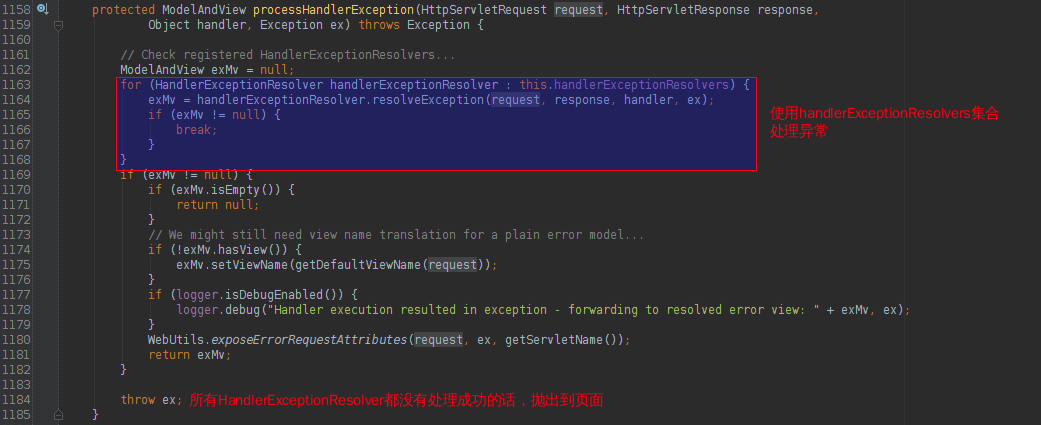 1158 protected ModelAndView processHandlerException(HttpServletRequest request, HttpServletResponse response,
1159 Object handler, Exception ex) throws Exception {
1160
1161 // Check registered HandlerExceptionResolvers...
1162 ModelAndView exMv = null;
1163 for (HandlerExceptionResolver handlerExceptionResolver : this.handlerExceptionResolvers) {
1164 exMv = handlerExceptionResolver.resolveException(request, response, handler, ex);
1165 if (exMv != null) {
1166 break;
1167 }
1168 }
使用handlerExceptionResolvers集合
处理异常
1169 if (exMv != null) {
1170 if (exMv.isEmpty()) {
1171 return null;
1172 }
1173 // We might still need view name translation for a plain error model...
1174 if (!exMv.hasView()) {
1175 exMv.setViewName(getDefaultViewName(request));
1176 }
1177 if (logger.isDebugEnabled()) {
1178 logger.debug("Handler execution resulted in exception - forwarding to resolved error view: " + exMv, ex);
1179 }
1180 WebUtils.exposeErrorRequestAttributes(request, ex, getServletName());
1181 return exMv;
1182 }
1183
1184 throw ex; 所有HandlerExceptionResolver都没有处理成功的话，抛出到页面
1185 }